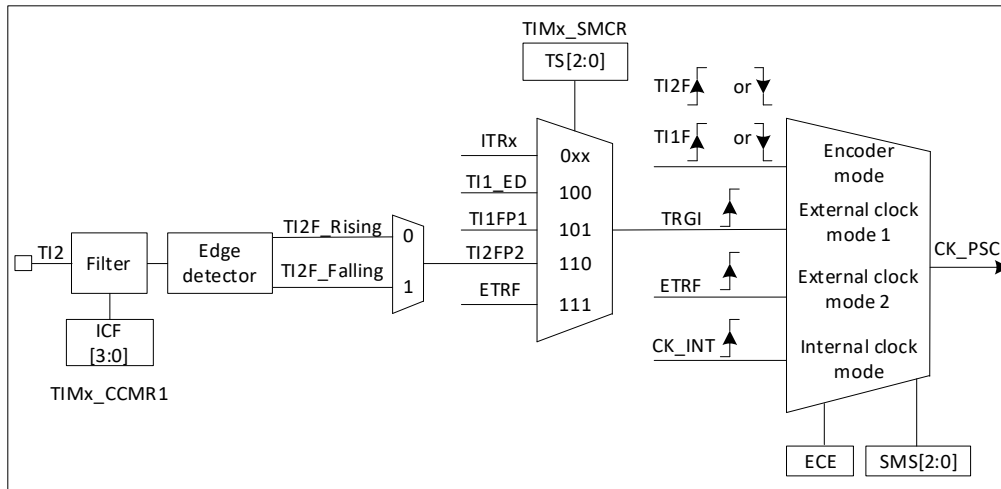 TIMx_SMCR
TS[2:0]
TI2F or
TI1F or
ITRx
0xx
TI1_ED
100
TI1FP1
101
TI2FP2
110
ETRF
111
TI2
Filter
Edge
detector
TI2F_Rising
0
TI2F_Falling
1
ICF
[3:0]
TIMx_CCMR1
Encoder
mode
TRGI
External clock
mode 1
ETRF
External clock
mode 2
CK_INT
Internal clock
mode
CK_PSC
ECE
SMS[2:0]